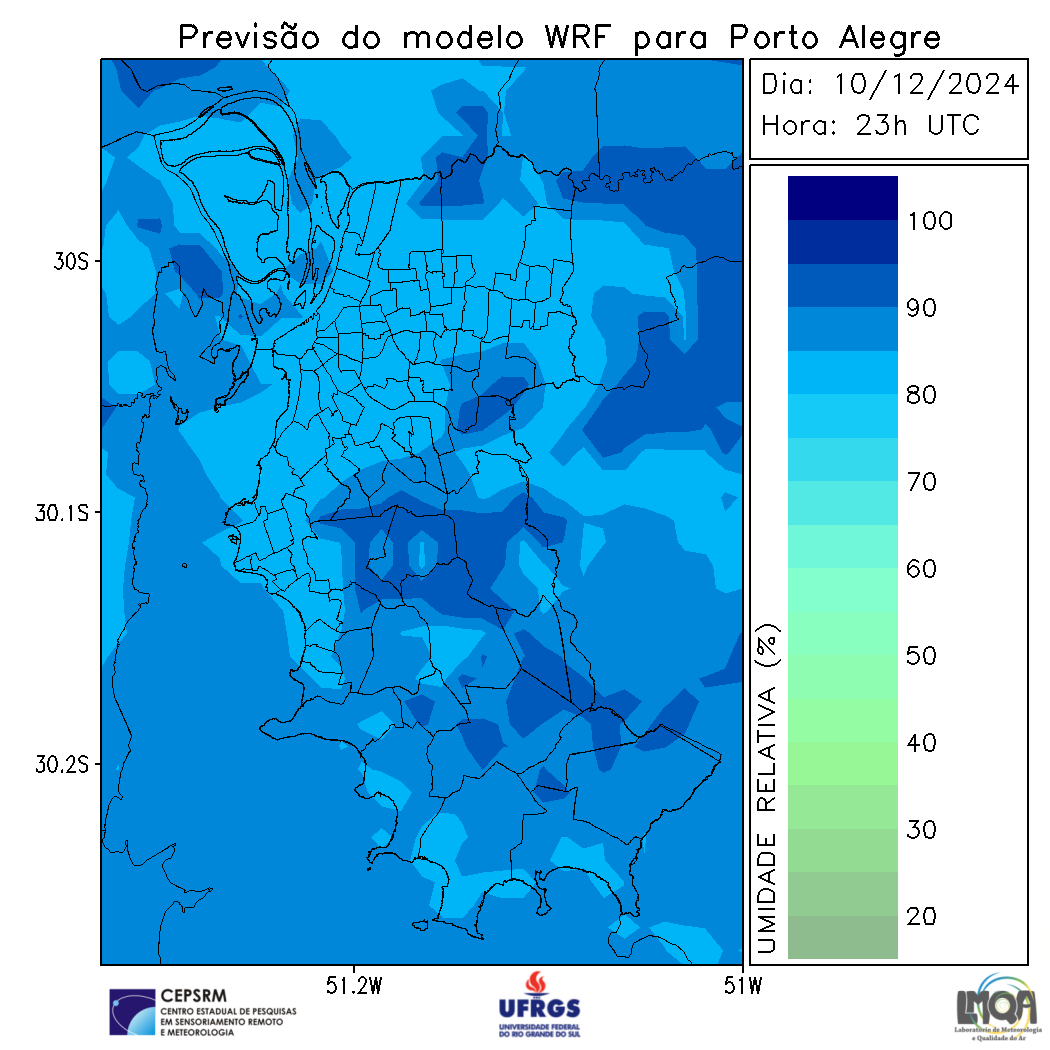 Previsão do modelo WRF para Porto Alegre
Dia: 10/12/2024
Hora: 23h UTC
30S
30.1S
30.2S
51.2W
51W
100
90
80
70
60
50
40
30
20
UMIDADE RELATIVA (%)
CEPSRM
CENTRO ESTADUAL DE PESQUISAS
EM SENSORIAMENTO REMOTO
E METEOROLOGIA
UFRGS
UNIVERSIDADE FEDERAL
DO RIO GRANDE DO SUL
LMQA
Laboratório de Meteorologia
e Qualidade do Ar